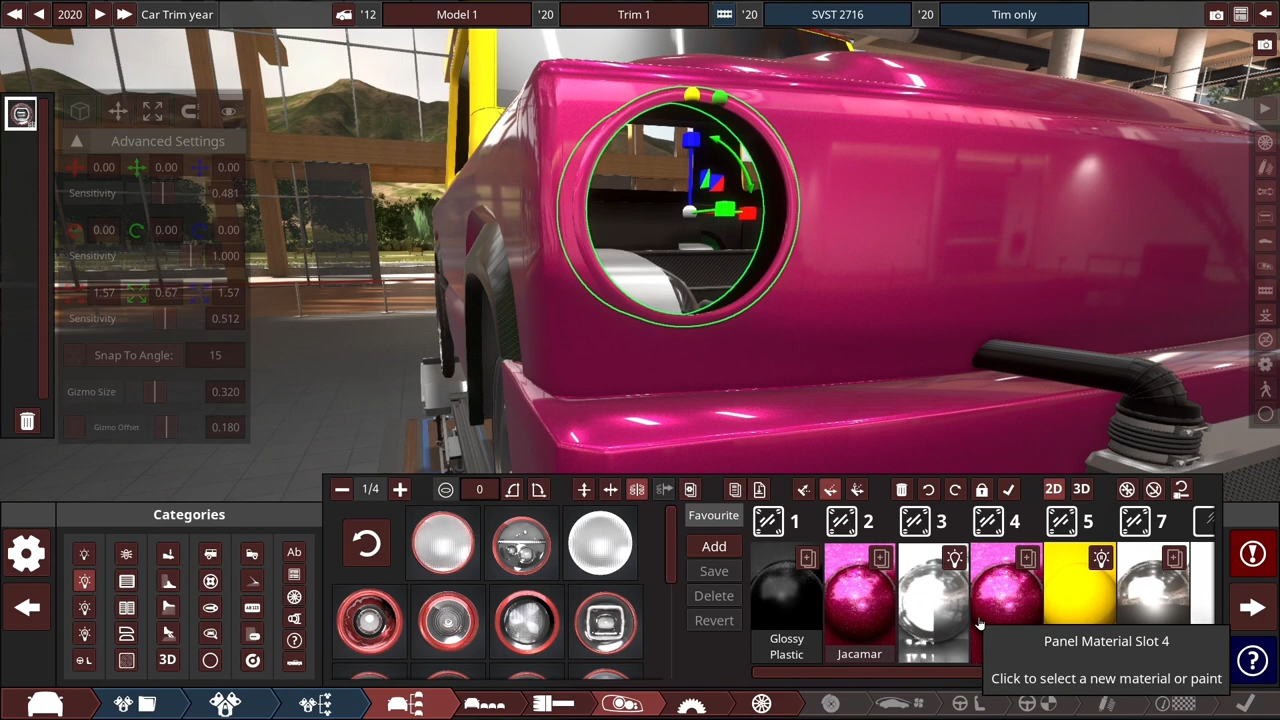 2020
Car Trim year
'12
Model 1
'20
Trim 1
'20
SVST 2716
'20
Tim only
Advanced Settings
0.00
0.00
0.00
Sensitivity
0.481
0.00
0.00
0.00
Sensitivity
1.000
1.57
0.67
1.57
Sensitivity
0.512
Snap To Angle:
15
Gizmo Size
0.320
Gizmo Offset
0.180
1/4
0
2D
3D
Categories
Ab
3D
L
Favourite
Add
Save
Delete
Revert
1
2
3
4
5
7
Glossy
Plastic
Jacamar
Panel Material Slot 4
Click to select a new material or paint